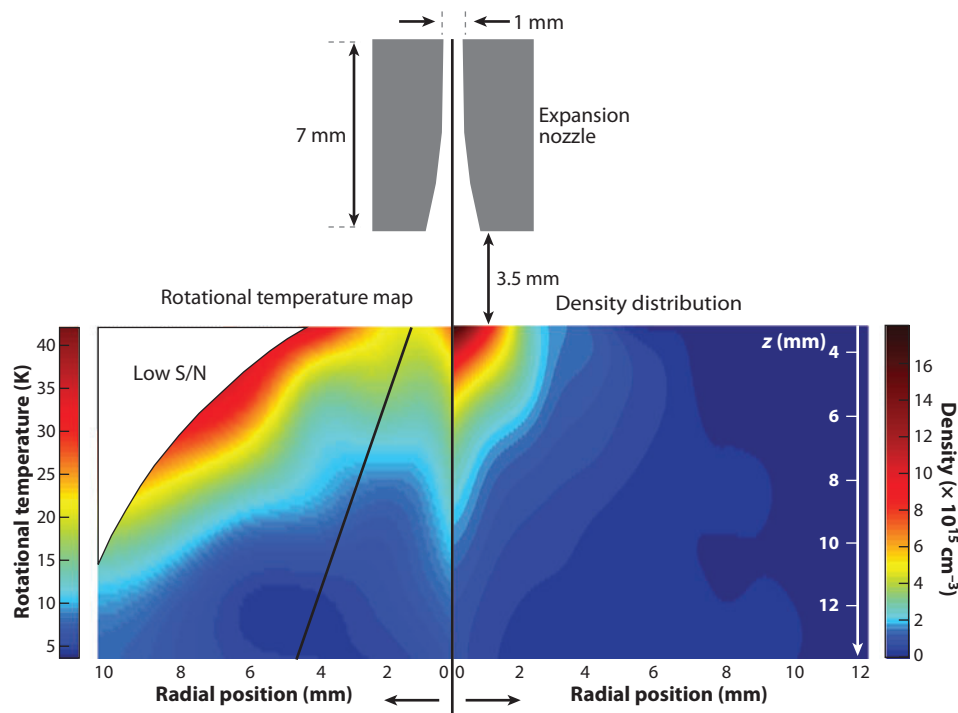 1 mm
7 mm
Expansion
nozzle
3.5 mm
Rotational temperature map
Density distribution
Low S/N
z (mm)
Rotational temperature (K)
40
35
30
25
20
15
10
5
4
6
8
10
12
16
14
12
10
8
6
4
2
0
Density (× 10¹⁵ cm⁻³)
10 8 6 4 2 0 0 2 4 6 8 10 12
Radial position (mm)
Radial position (mm)